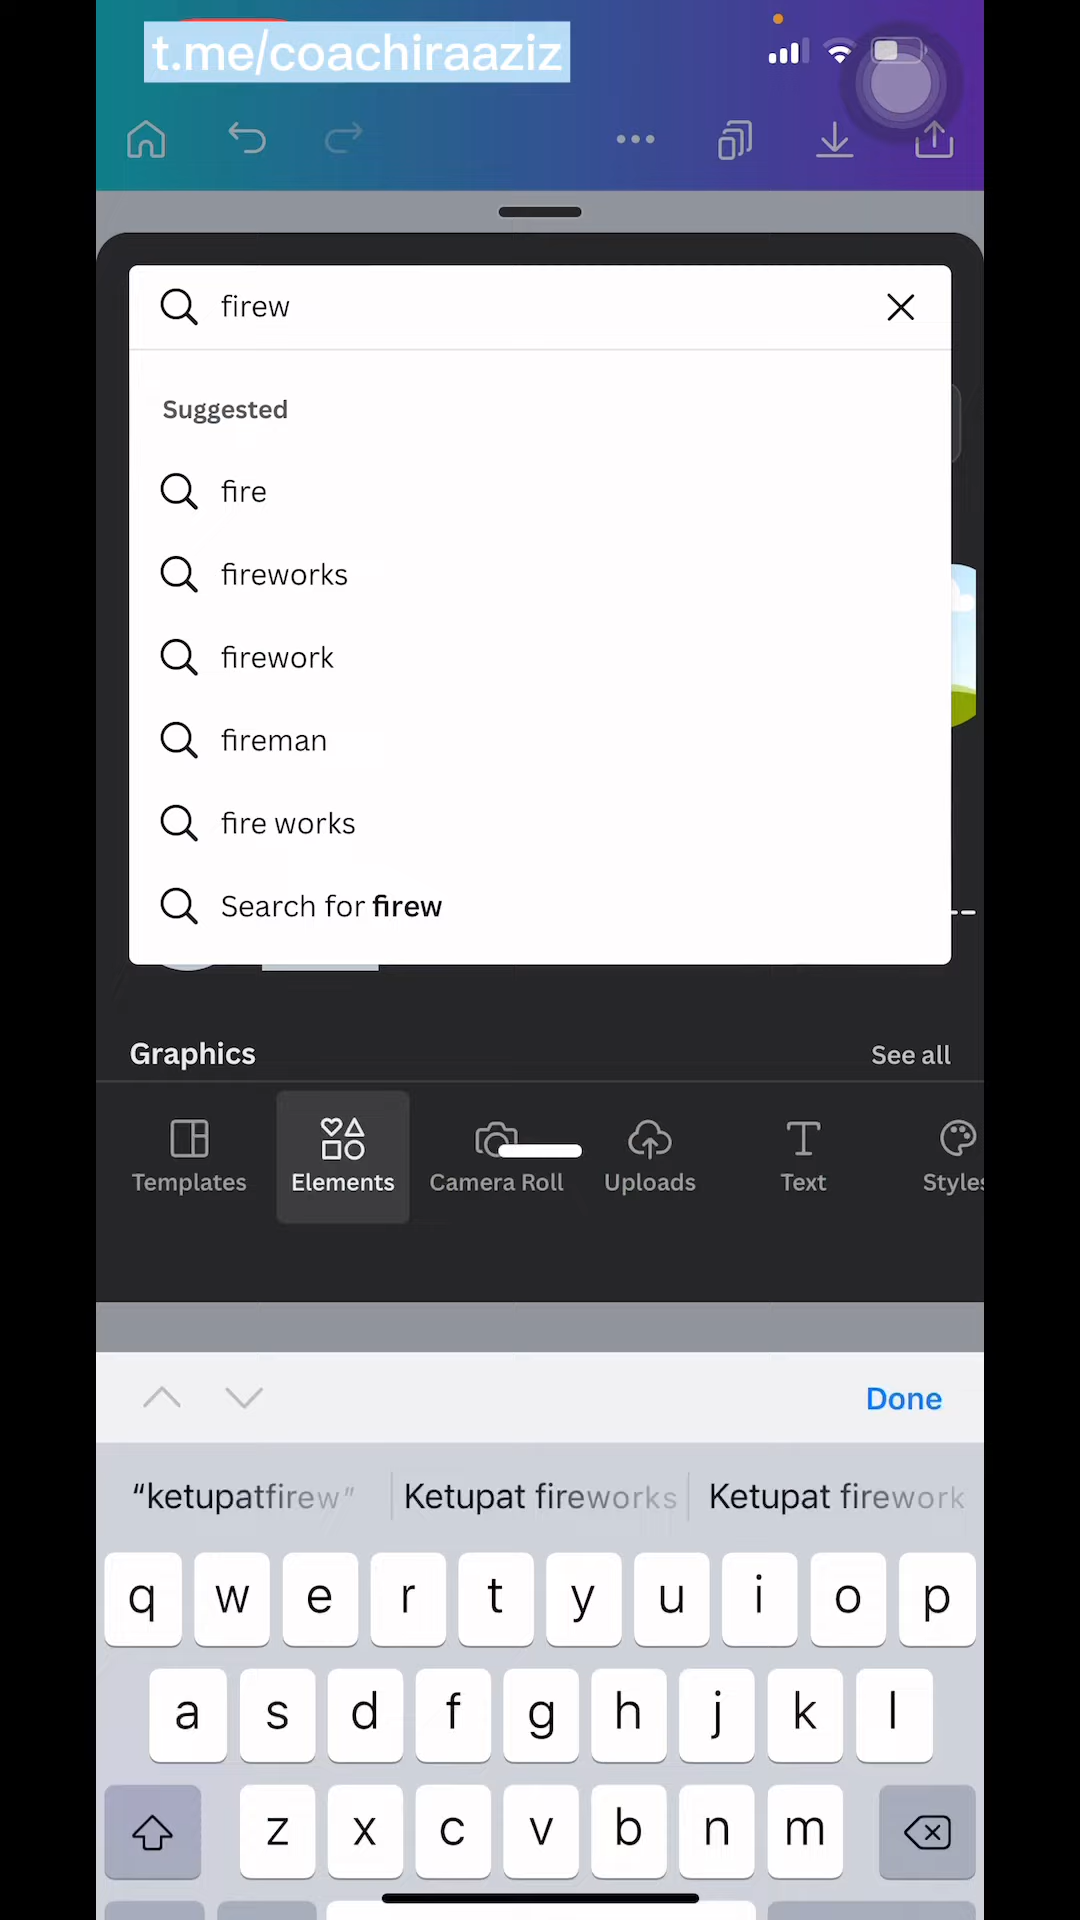 t.me/coachiraaziz
firew
Suggested
fire
fireworks
firework
fireman
fire works
Search for firew
Graphics
See all
Templates
Elements
Camera Roll
Uploads
Text
Styles
Done
“ketupatfirew”
Ketupat fireworks
Ketupat firework
q w e r t y u i o p
a s d f g h j k l
z x c v b n m